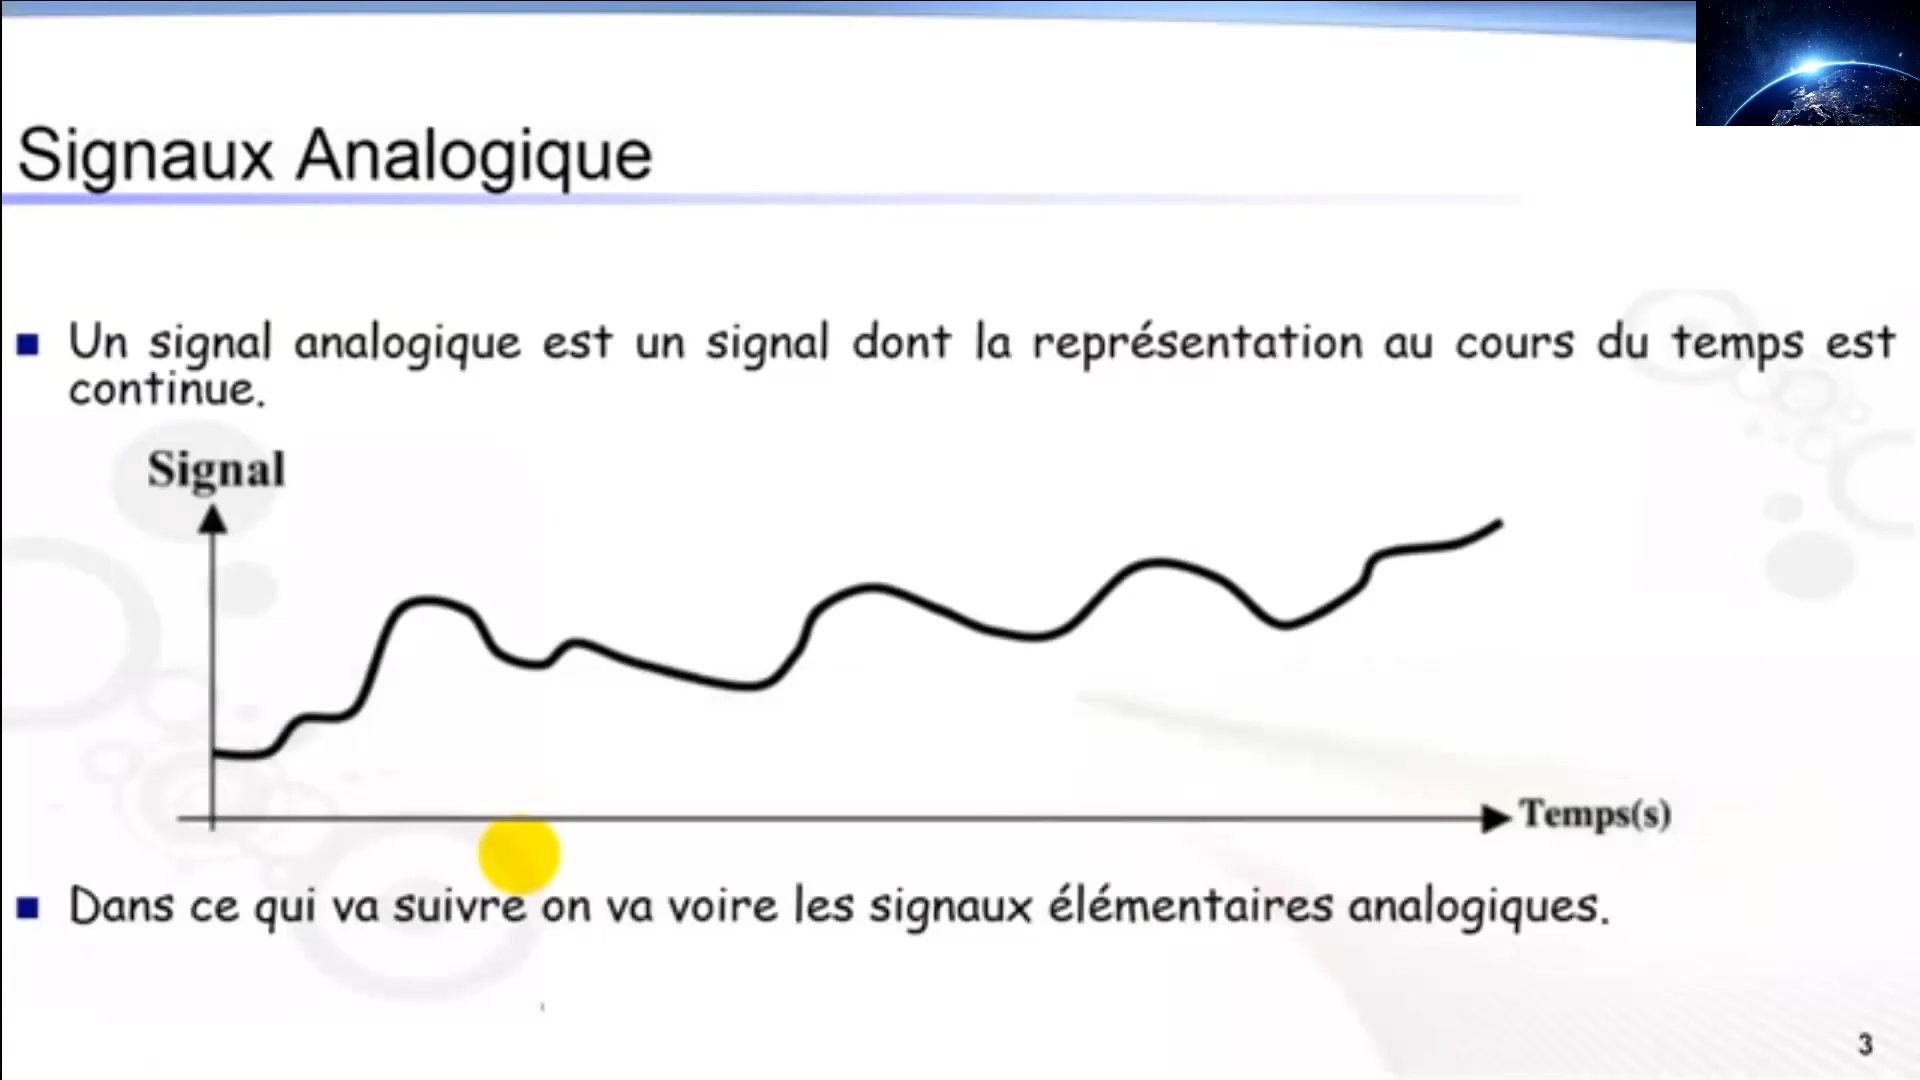 Signaux Analogique
Un signal analogique est un signal dont la représentation au cours du temps est
continue.
Signal
Temps(s)
Dans ce qui va suivre on va voire les signaux élémentaires analogiques.
3